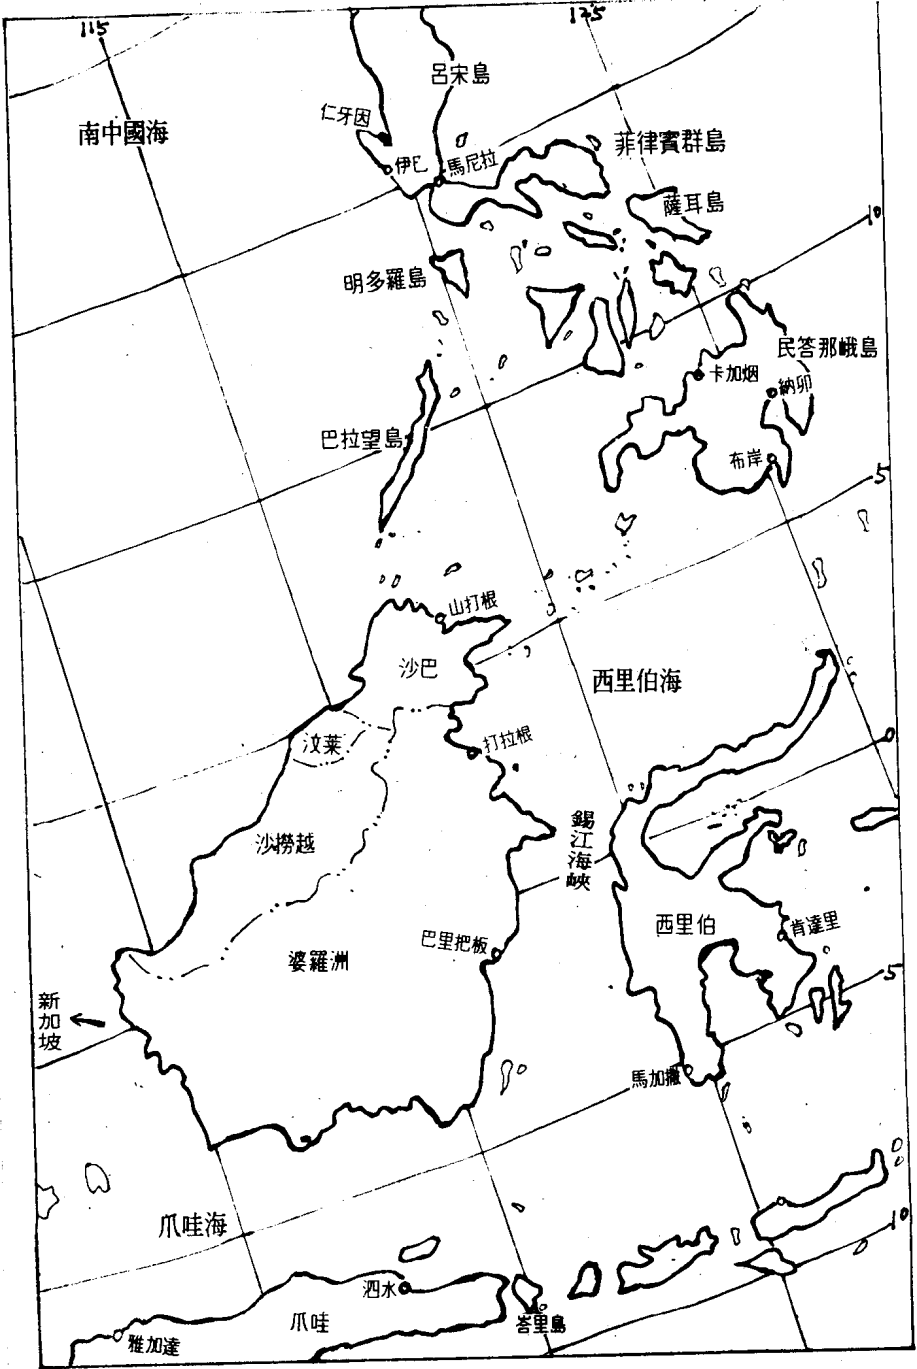 115
125
呂宋島
仁牙因
南中國海
菲律賓群島
伊巴
馬尼拉
薩耳島
10
明多羅島
民答那峨島
卡加烟
納卯
巴拉望島
布岸
5
山打根
沙巴
西里伯海
打拉根
汶萊
0
錫江海峽
沙撈越
西里伯
肯達里
巴里把板
婆羅洲
5
新加坡
馬加撒
爪哇海
10
泗水
爪哇
峇里島
雅加達